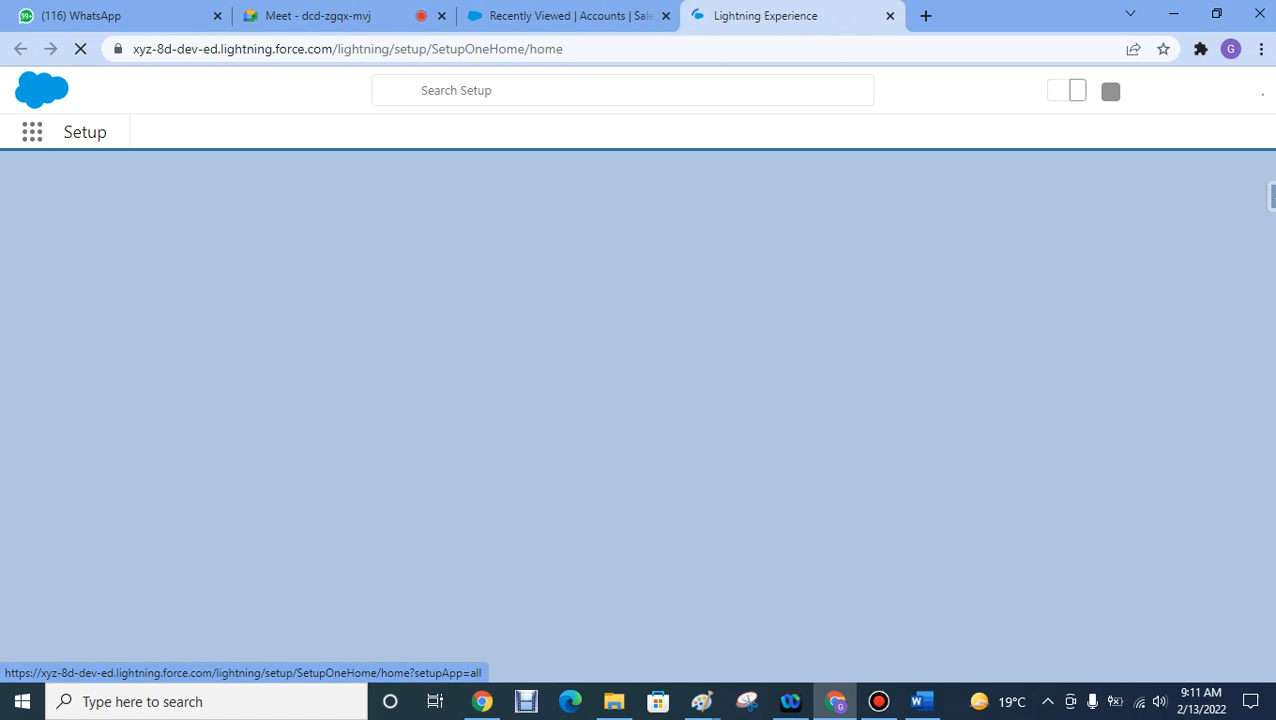 (116) WhatsApp
Meet - dcd-zgqx-mvj
Recently Viewed | Accounts | Sale
Lightning Experience
xyz-8d-dev-ed.lightning.force.com/lightning/setup/SetupOneHome/home
G
Search Setup
Setup
https://xyz-8d-dev-ed.lightning.force.com/lightning/setup/SetupOneHome/home?setupApp=all
Type here to search
19°C
9:11 AM
2/13/2022